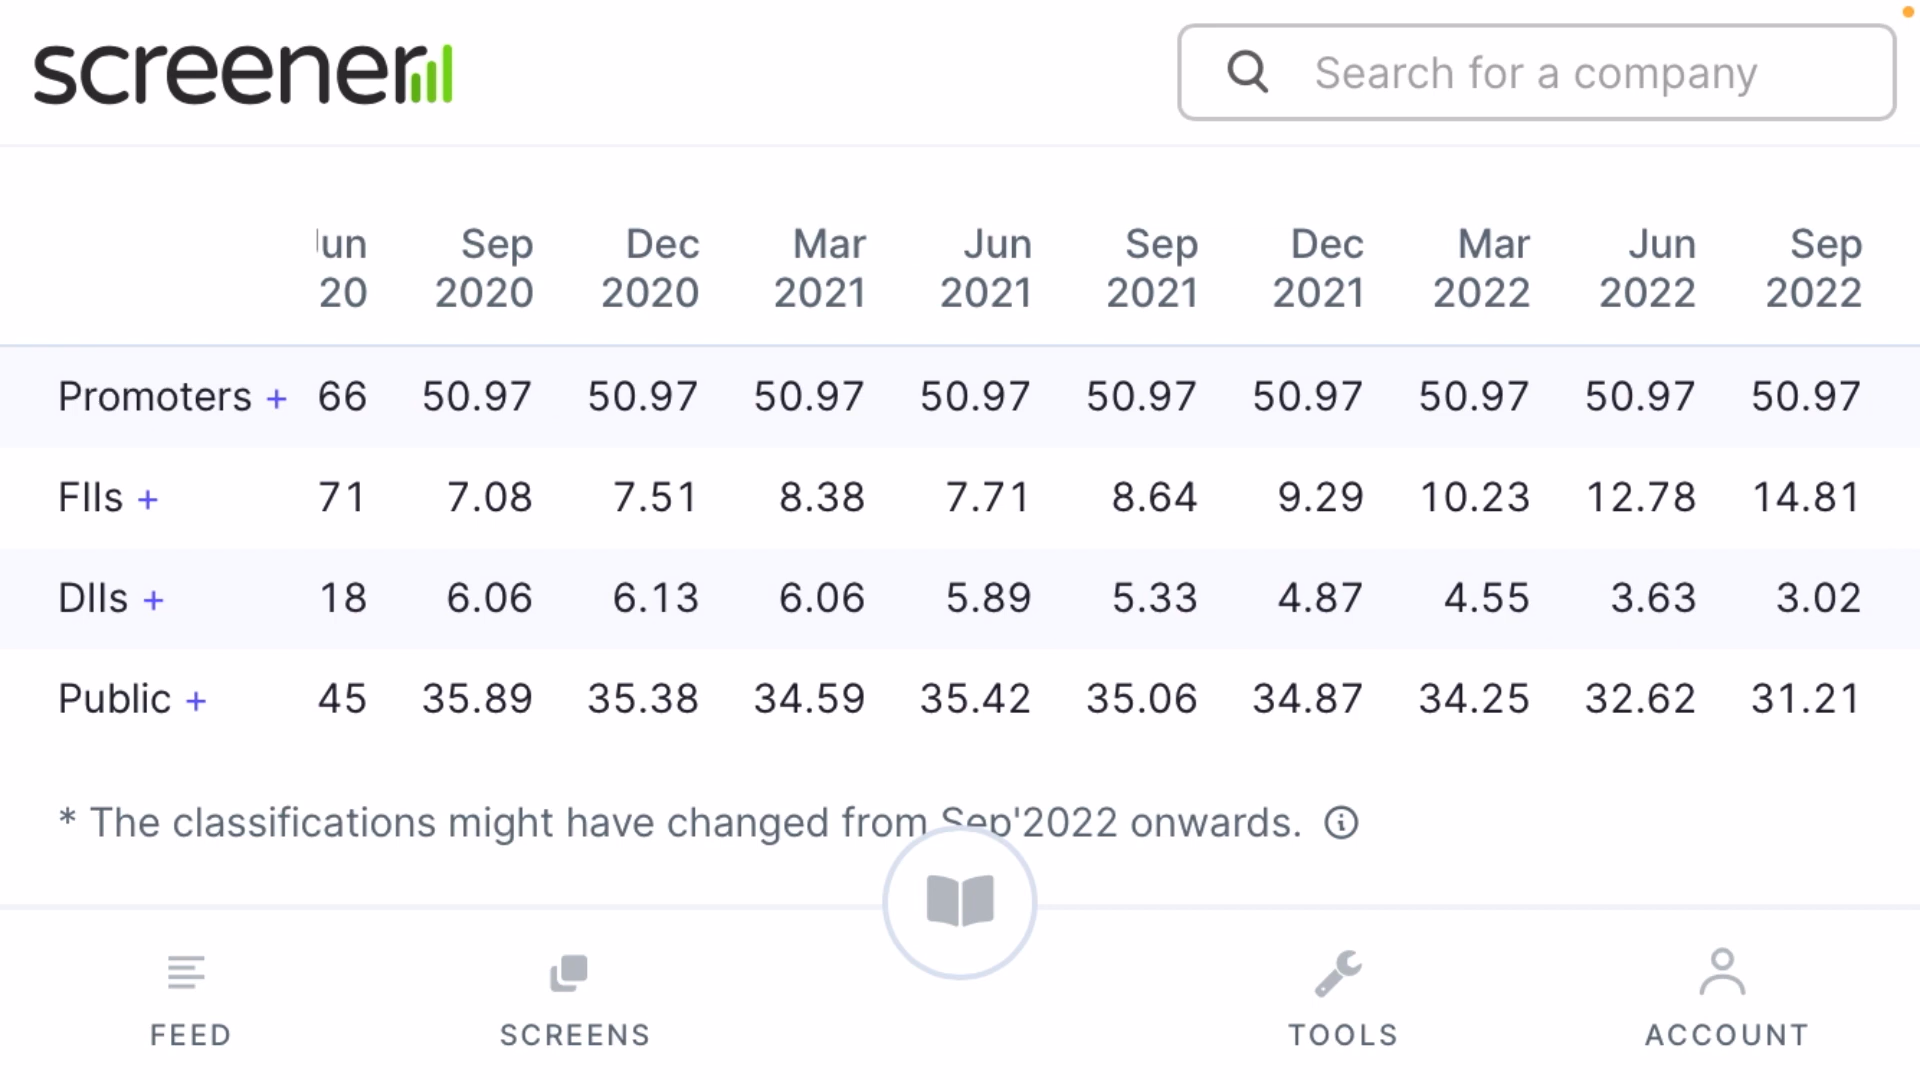 screener
Search for a company
Sep Dec Mar Jun Sep Dec Mar Jun Sep
20 2020 2020 2021 2021 2021 2021 2022 2022 2022
Promoters + 66 50.97 50.97 50.97 50.97 50.97 50.97 50.97 50.97 50.97
FIIs + 71 7.08 7.51 8.38 7.71 8.64 9.29 10.23 12.78 14.81
DIIs + 18 6.06 6.13 6.06 5.89 5.33 4.87 4.55 3.63 3.02
Public + 45 35.89 35.38 34.59 35.42 35.06 34.87 34.25 32.62 31.21
* The classifications might have changed from Sep'2022 onwards.
FEED SCREENS TOOLS ACCOUNT